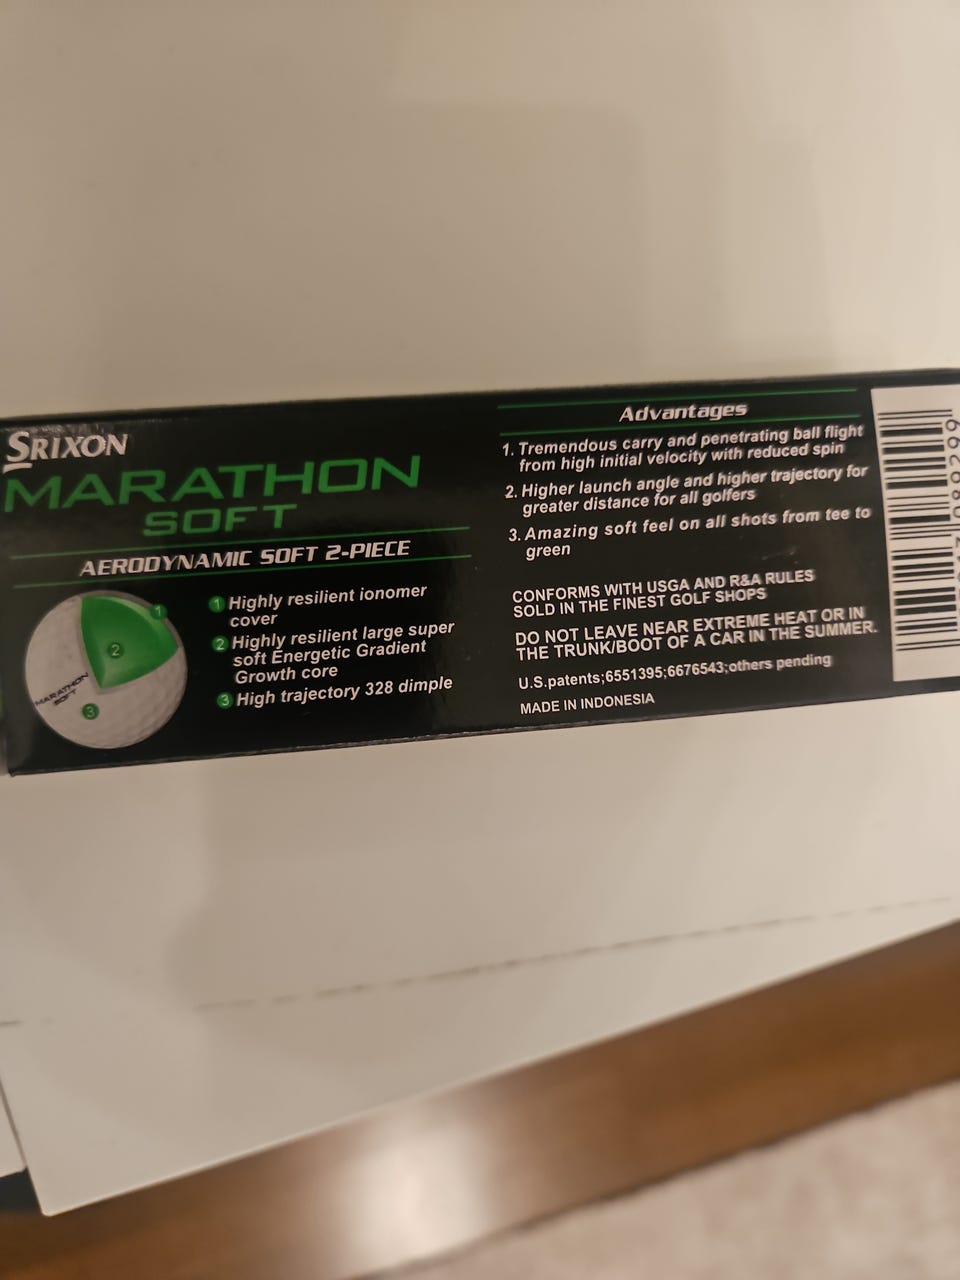 SRIXON
MARATHON
SOFT
AERODYNAMIC SOFT 2-PIECE
1
2
3
MARATHON
SOFT
1 Highly resilient ionomer
cover
2 Highly resilient large super
soft Energetic Gradient
Growth core
3 High trajectory 328 dimple
Advantages
1. Tremendous carry and penetrating ball flight
from high initial velocity with reduced spin
2. Higher launch angle and higher trajectory for
greater distance for all golfers
3. Amazing soft feel on all shots from tee to
green
CONFORMS WITH USGA AND R&A RULES
SOLD IN THE FINEST GOLF SHOPS
DO NOT LEAVE NEAR EXTREME HEAT OR IN
THE TRUNK/BOOT OF A CAR IN THE SUMMER.
U.S.patents;6551395;6676543;others pending
MADE IN INDONESIA